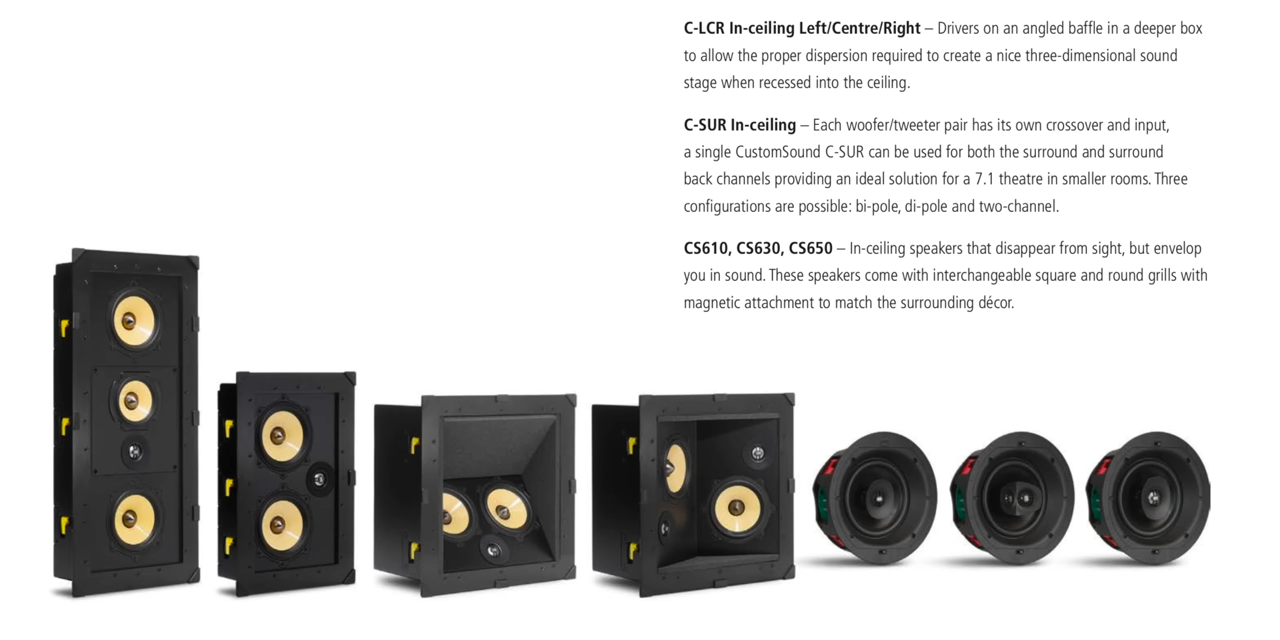 C-LCR In-ceiling Left/Centre/Right – Drivers on an angled baffle in a deeper box
to allow the proper dispersion required to create a nice three-dimensional sound
stage when recessed into the ceiling.
C-SUR In-ceiling – Each woofer/tweeter pair has its own crossover and input,
a single CustomSound C-SUR can be used for both the surround and surround
back channels providing an ideal solution for a 7.1 theatre in smaller rooms. Three
configurations are possible: bi-pole, di-pole and two-channel.
CS610, CS630, CS650 – In-ceiling speakers that disappear from sight, but envelop
you in sound. These speakers come with interchangeable square and round grills with
magnetic attachment to match the surrounding décor.